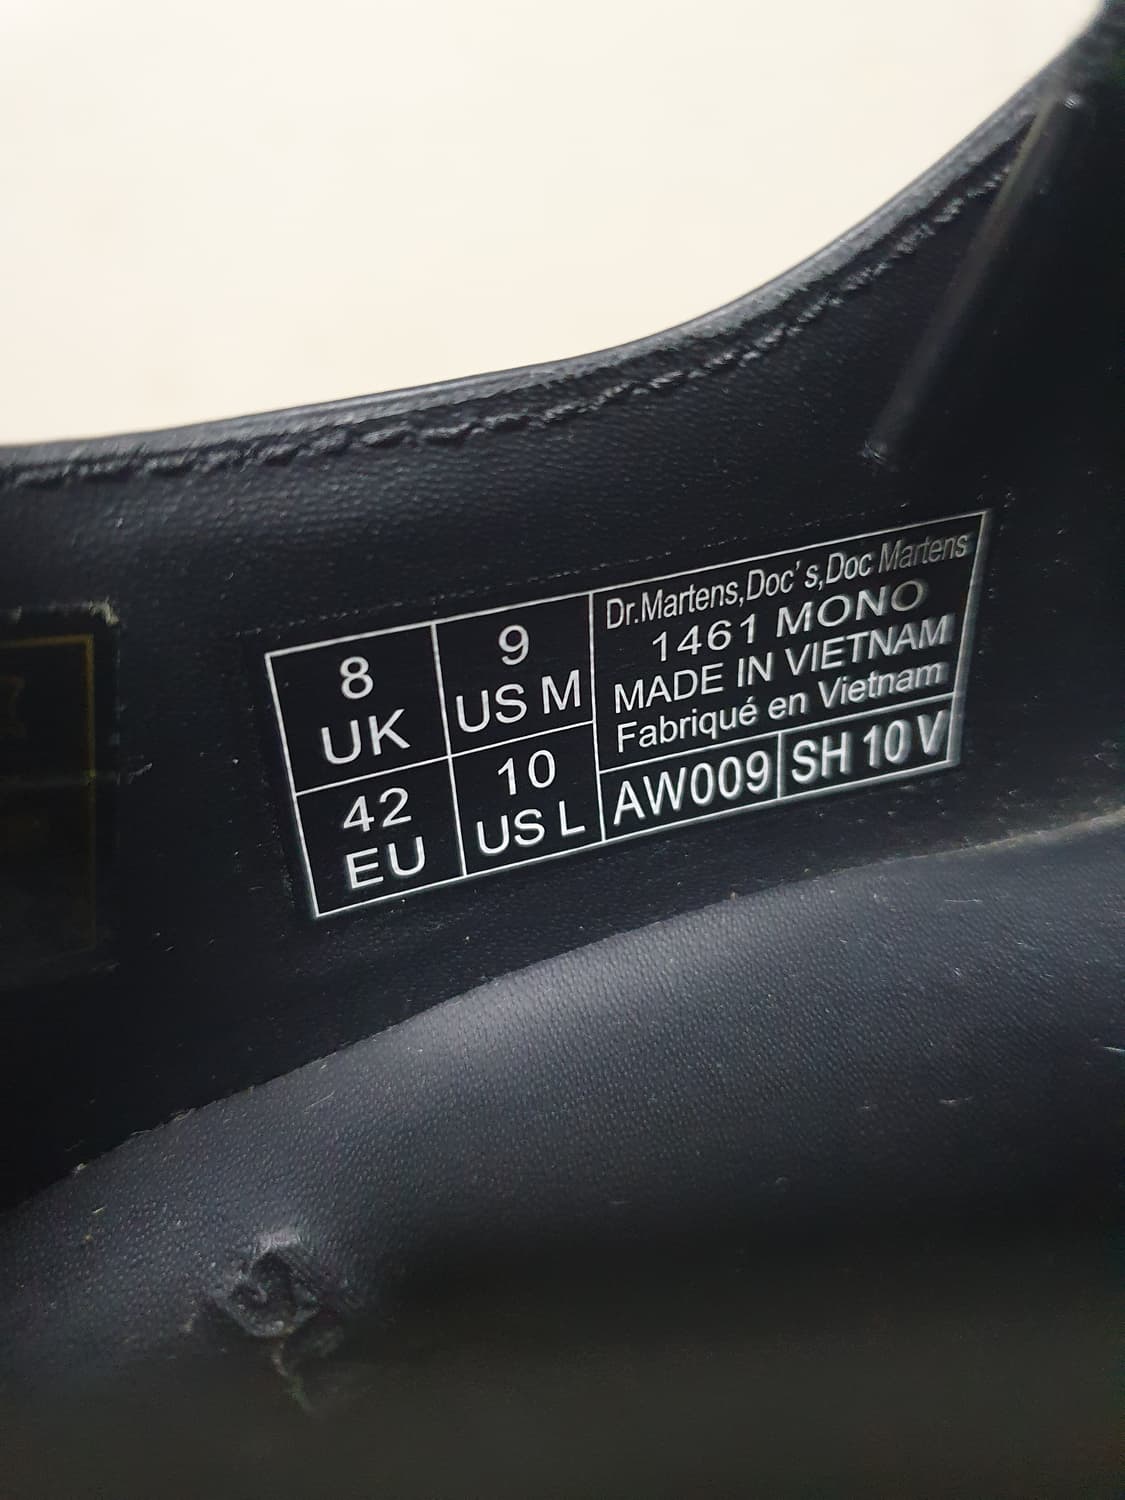 8
UK
9
US M
42
EU
10
US L
Dr.Martens,Doc's,Doc Martens
1461 MONO
MADE IN VIETNAM
Fabriqué en Vietnam
AW009
SH 10 V